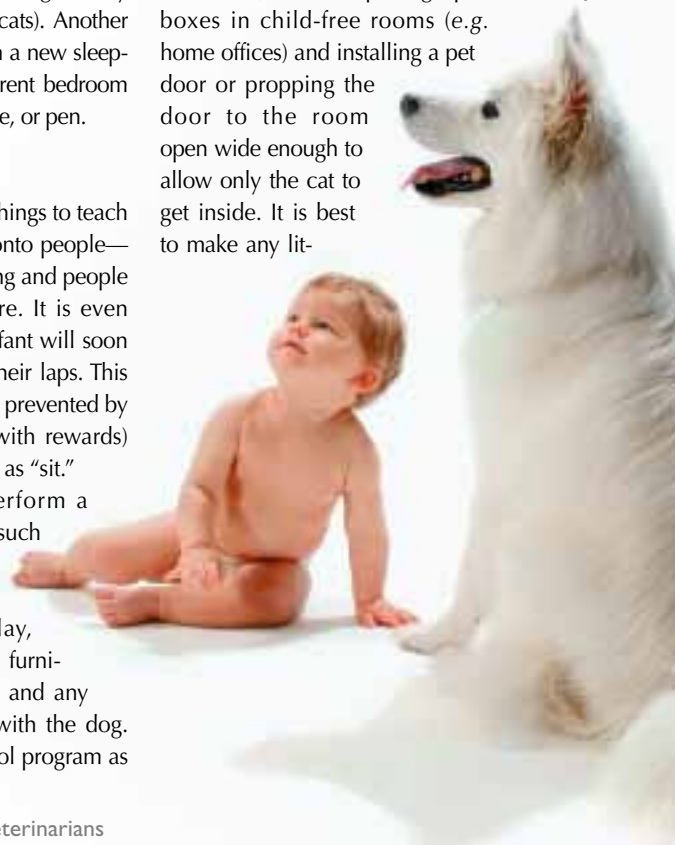 cats). Another
a new sleep-
rent bedroom
e, or pen.
hings to teach
onto people—
ng and people
re. It is even
fant will soon
heir laps. This
prevented by
with rewards)
as “sit.”
erform a
such
lay,
furni-
and any
with the dog.
ol program as
boxes in child-free rooms (e.g.
home offices) and installing a pet
door or propping the
door to the room
open wide enough to
allow only the cat to
get inside. It is best
to make any lit-
eterinarians